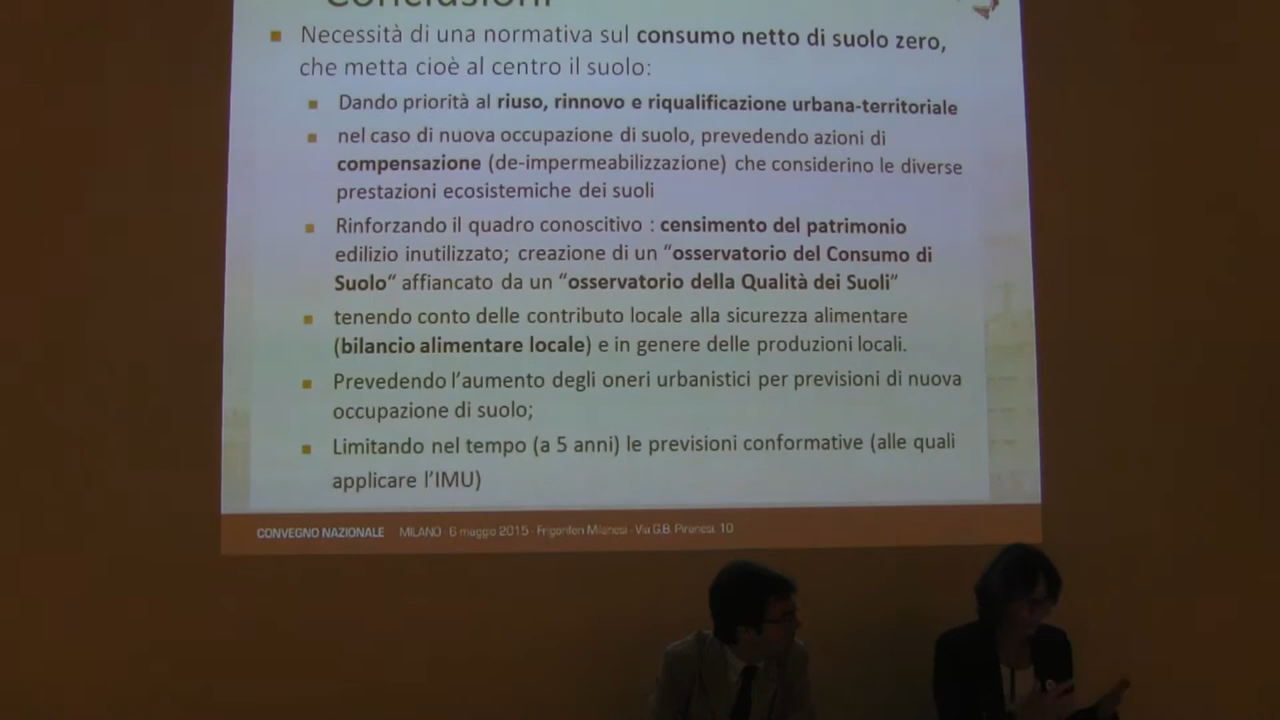 Conclusioni
Necessità di una normativa sul consumo netto di suolo zero,
che metta cioè al centro il suolo:
Dando priorità al riuso, rinnovo e riqualificazione urbana-territoriale
nel caso di nuova occupazione di suolo, prevedendo azioni di
compensazione (de-impermeabilizzazione) che considerino le diverse
prestazioni ecosistemiche dei suoli
Rinforzando il quadro conoscitivo : censimento del patrimonio
edilizio inutilizzato; creazione di un “osservatorio del Consumo di
Suolo“ affiancato da un “osservatorio della Qualità dei Suoli”
tenendo conto delle contributo locale alla sicurezza alimentare
(bilancio alimentare locale) e in genere delle produzioni locali.
Prevedendo l’aumento degli oneri urbanistici per previsioni di nuova
occupazione di suolo;
Limitando nel tempo (a 5 anni) le previsioni conformative (alle quali
applicare l’IMU)
CONVEGNO NAZIONALE MILANO - 6 maggio 2015 - Frigoriferi Milanesi - Via G.B. Piranesi, 10